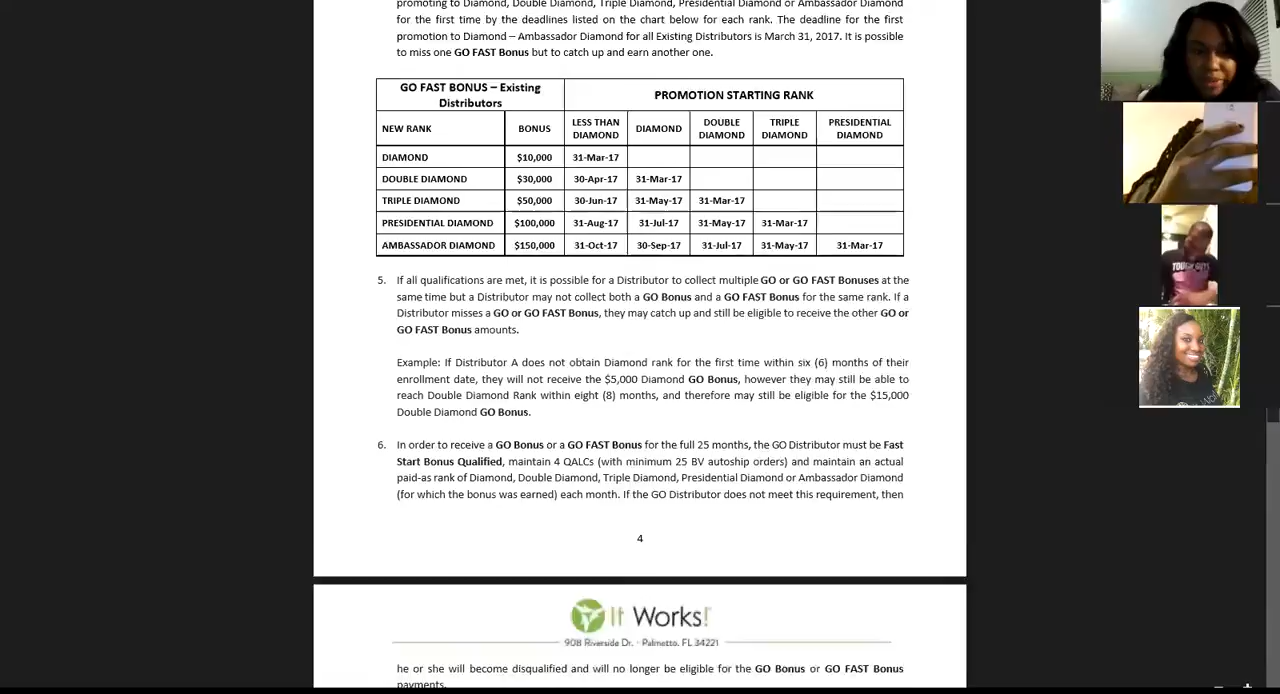 promoting to Diamond, Double Diamond, Triple Diamond, Presidential Diamond or Ambassador Diamond
for the first time by the deadlines listed on the chart below for each rank. The deadline for the first
promotion to Diamond – Ambassador Diamond for all Existing Distributors is March 31, 2017. It is possible
to miss one GO FAST Bonus but to catch up and earn another one.
GO FAST BONUS – Existing Distributors PROMOTION STARTING RANK
NEW RANK BONUS LESS THAN DIAMOND DIAMOND DOUBLE DIAMOND TRIPLE DIAMOND PRESIDENTIAL DIAMOND
DIAMOND $10,000 31-Mar-17
DOUBLE DIAMOND $30,000 30-Apr-17 31-Mar-17
TRIPLE DIAMOND $50,000 30-Jun-17 31-May-17 31-Mar-17
PRESIDENTIAL DIAMOND $100,000 31-Aug-17 31-Jul-17 31-May-17 31-Mar-17
AMBASSADOR DIAMOND $150,000 31-Oct-17 30-Sep-17 31-Jul-17 31-May-17 31-Mar-17
5. If all qualifications are met, it is possible for a Distributor to collect multiple GO or GO FAST Bonuses at the
same time but a Distributor may not collect both a GO Bonus and a GO FAST Bonus for the same rank. If a
Distributor misses a GO or GO FAST Bonus, they may catch up and still be eligible to receive the other GO or
GO FAST Bonus amounts.
Example: If Distributor A does not obtain Diamond rank for the first time within six (6) months of their
enrollment date, they will not receive the $5,000 Diamond GO Bonus, however they may still be able to
reach Double Diamond Rank within eight (8) months, and therefore may still be eligible for the $15,000
Double Diamond GO Bonus.
6. In order to receive a GO Bonus or a GO FAST Bonus for the full 25 months, the GO Distributor must be Fast
Start Bonus Qualified, maintain 4 QALCs (with minimum 25 BV autoship orders) and maintain an actual
paid-as rank of Diamond, Double Diamond, Triple Diamond, Presidential Diamond or Ambassador Diamond
(for which the bonus was earned) each month. If the GO Distributor does not meet this requirement, then
4
It Works!
908 Riverside Dr. · Palmetto, FL 34221
he or she will become disqualified and will no longer be eligible for the GO Bonus or GO FAST Bonus
payments.